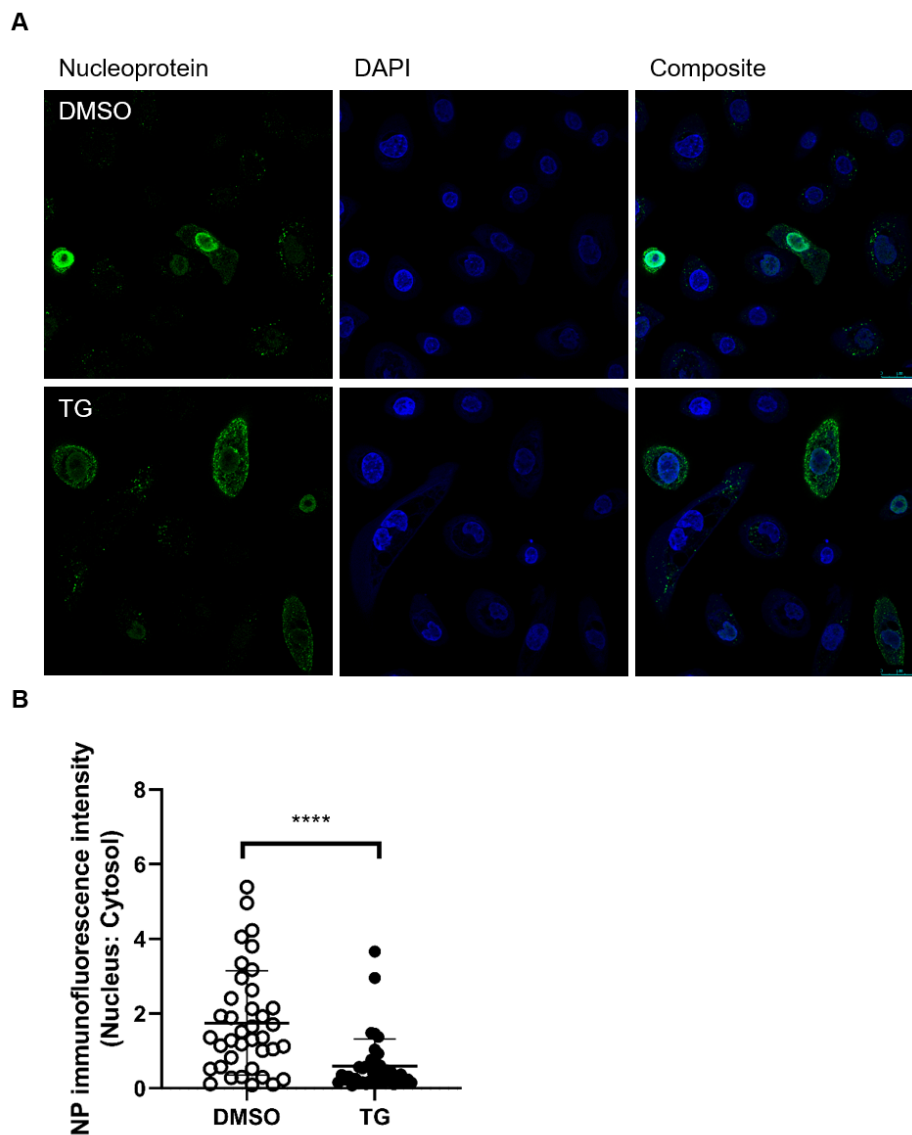 A
Nucleoprotein DAPI Composite
DMSO
TG
B
NP immunofluorescence intensity
(Nucleus: Cytosol)
8
6
4
2
0
****
DMSO TG